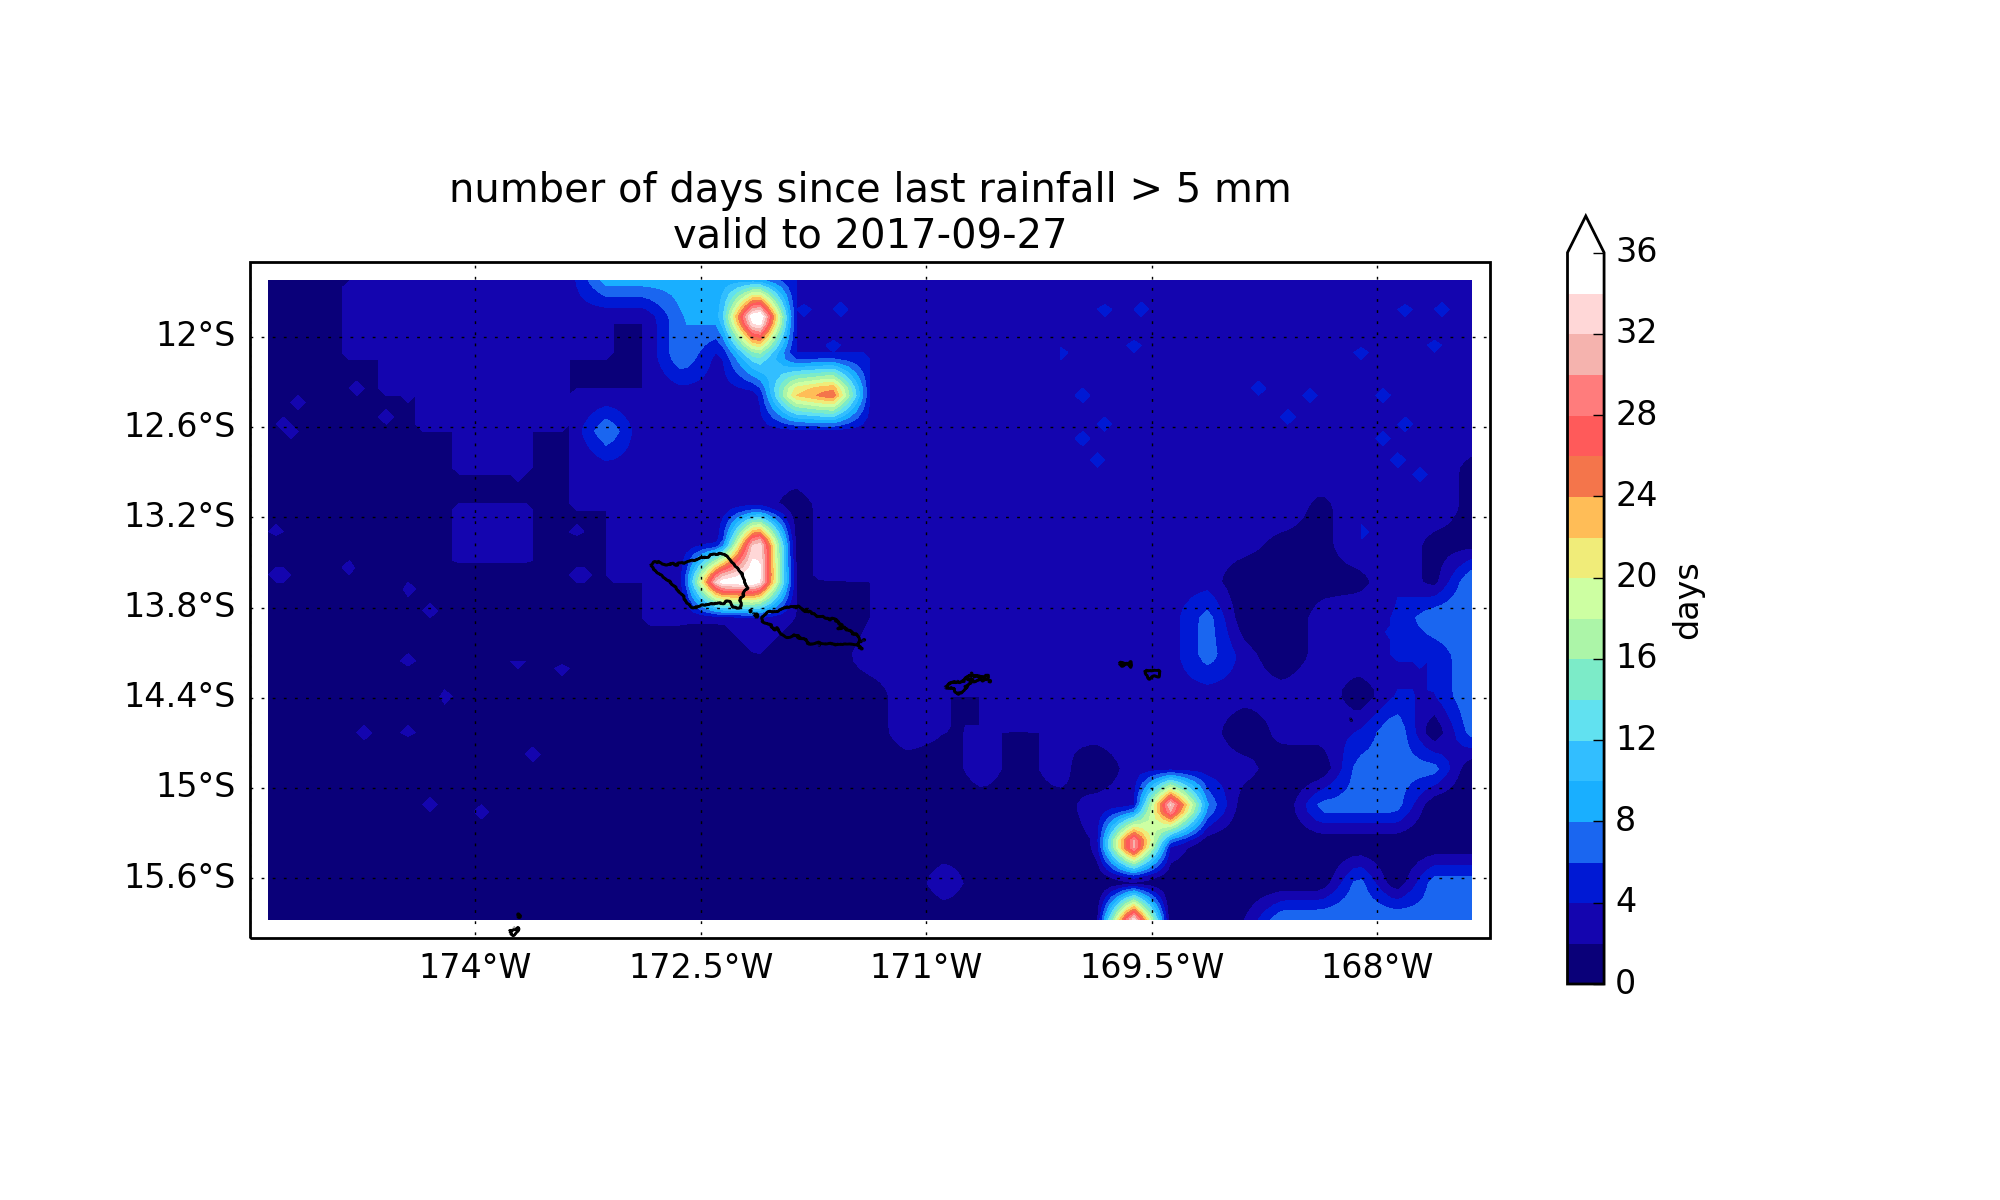 number of days since last rainfall > 5 mm
valid to 2017-09-27
12°S
12.6°S
13.2°S
13.8°S
14.4°S
15°S
15.6°S
174°W
172.5°W
171°W
169.5°W
168°W
36
32
28
24
20
16
12
8
4
0
days